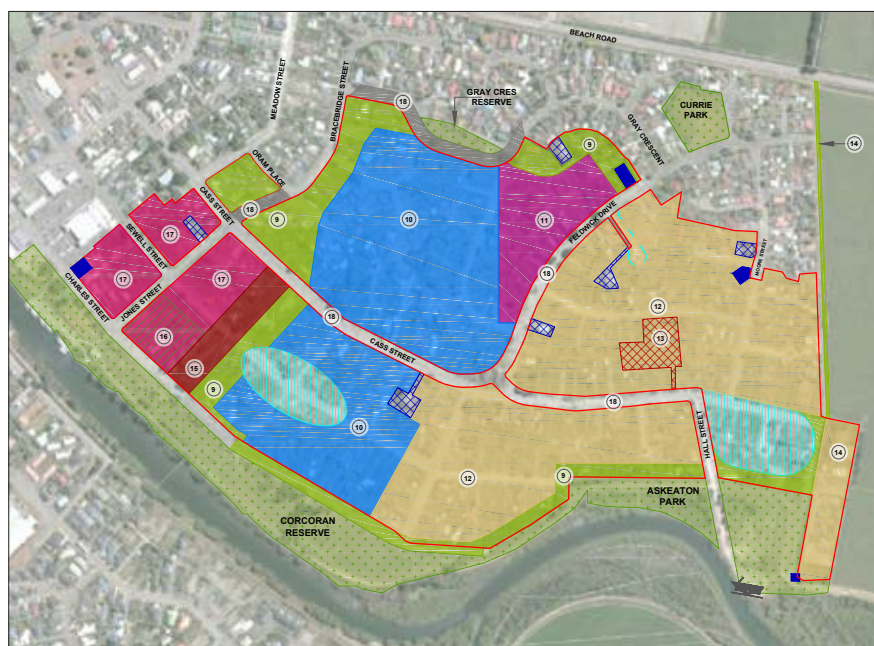 BEACH ROAD
MEADOW STREET
BRACEBRIDGE STREET
18
GRAY CRES
RESERVE
CURRIE
PARK
GRAY CRESCENT
14
9
ORAM PLACE
CASS STREET
18
9
17
SEWELL STREET
10
11
FELDWICK DRIVE
MOORE STREET
17
CHARLES STREET
JONES STREET
17
18
12
18
16
CASS STREET
13
15
9
18
HALL STREET
10
12
9
14
ASKEATON
PARK
CORCORAN
RESERVE